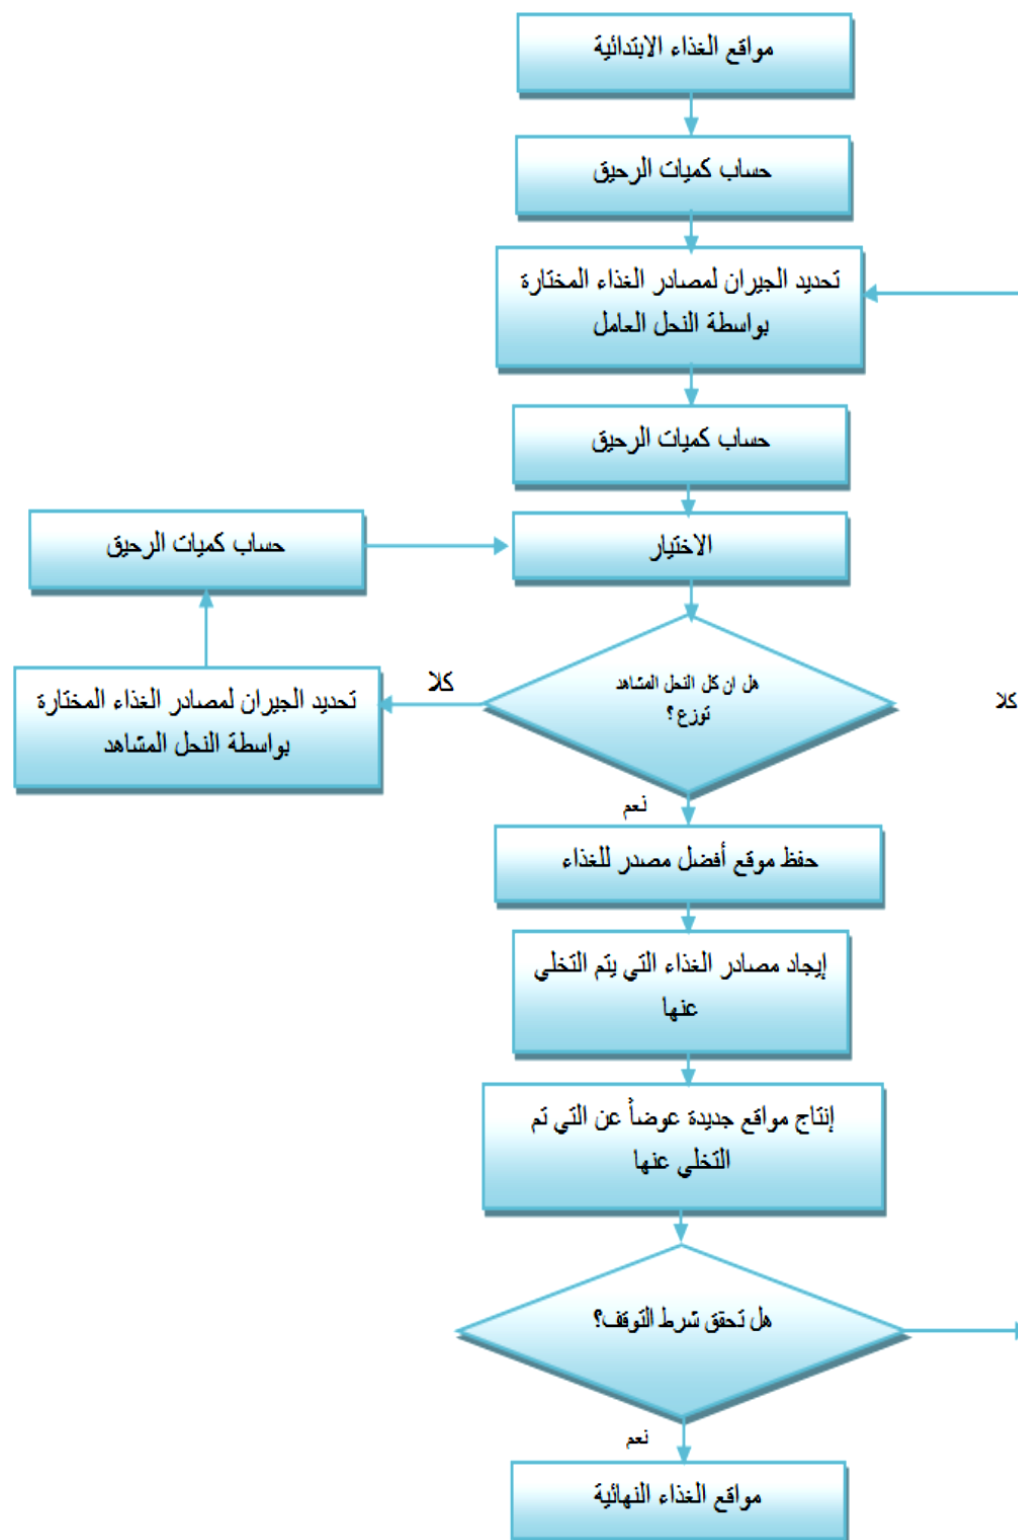 مواقع الغذاء الابتدائية
حساب كميات الرحيق
تحديد الجيران لمصادر الغذاء المختارة
بواسطة النحل العامل
حساب كميات الرحيق
الاختيار
حساب كميات الرحيق
هل ان كل النحل المشاهد
توزع؟
كلا
كلا
تحديد الجيران لمصادر الغذاء المختارة
بواسطة النحل المشاهد
نعم
حفظ موقع أفضل مصدر للغذاء
إيجاد مصادر الغذاء التي يتم التخلي
عنها
إنتاج مواقع جديدة عوضاً عن التي تم
التخلي عنها
هل تحقق شرط التوقف؟
نعم
مواقع الغذاء النهائية